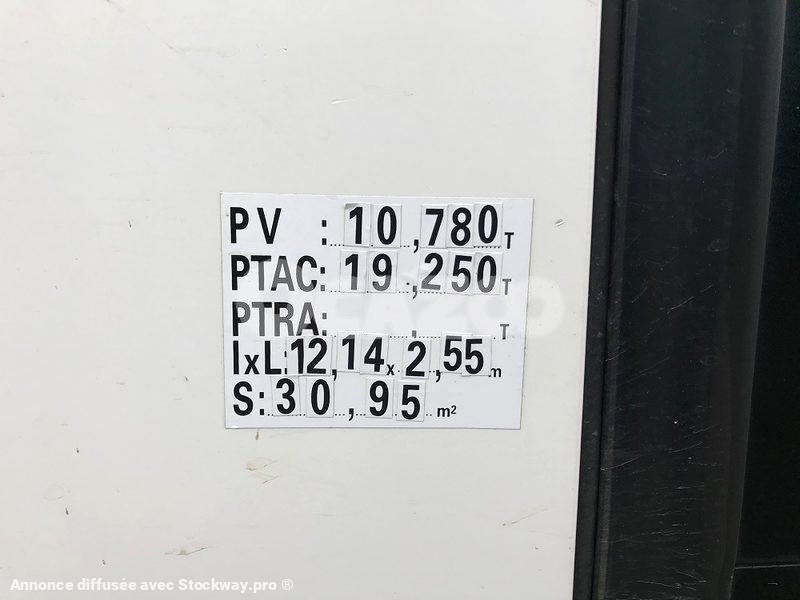 PV : 10,780 T
PTAC: 19,250 T
PTRA: , T
IxL: 12,14 x 2,55 m
S: 30,95 m²
Annonce diffusée avec Stockway.pro ®